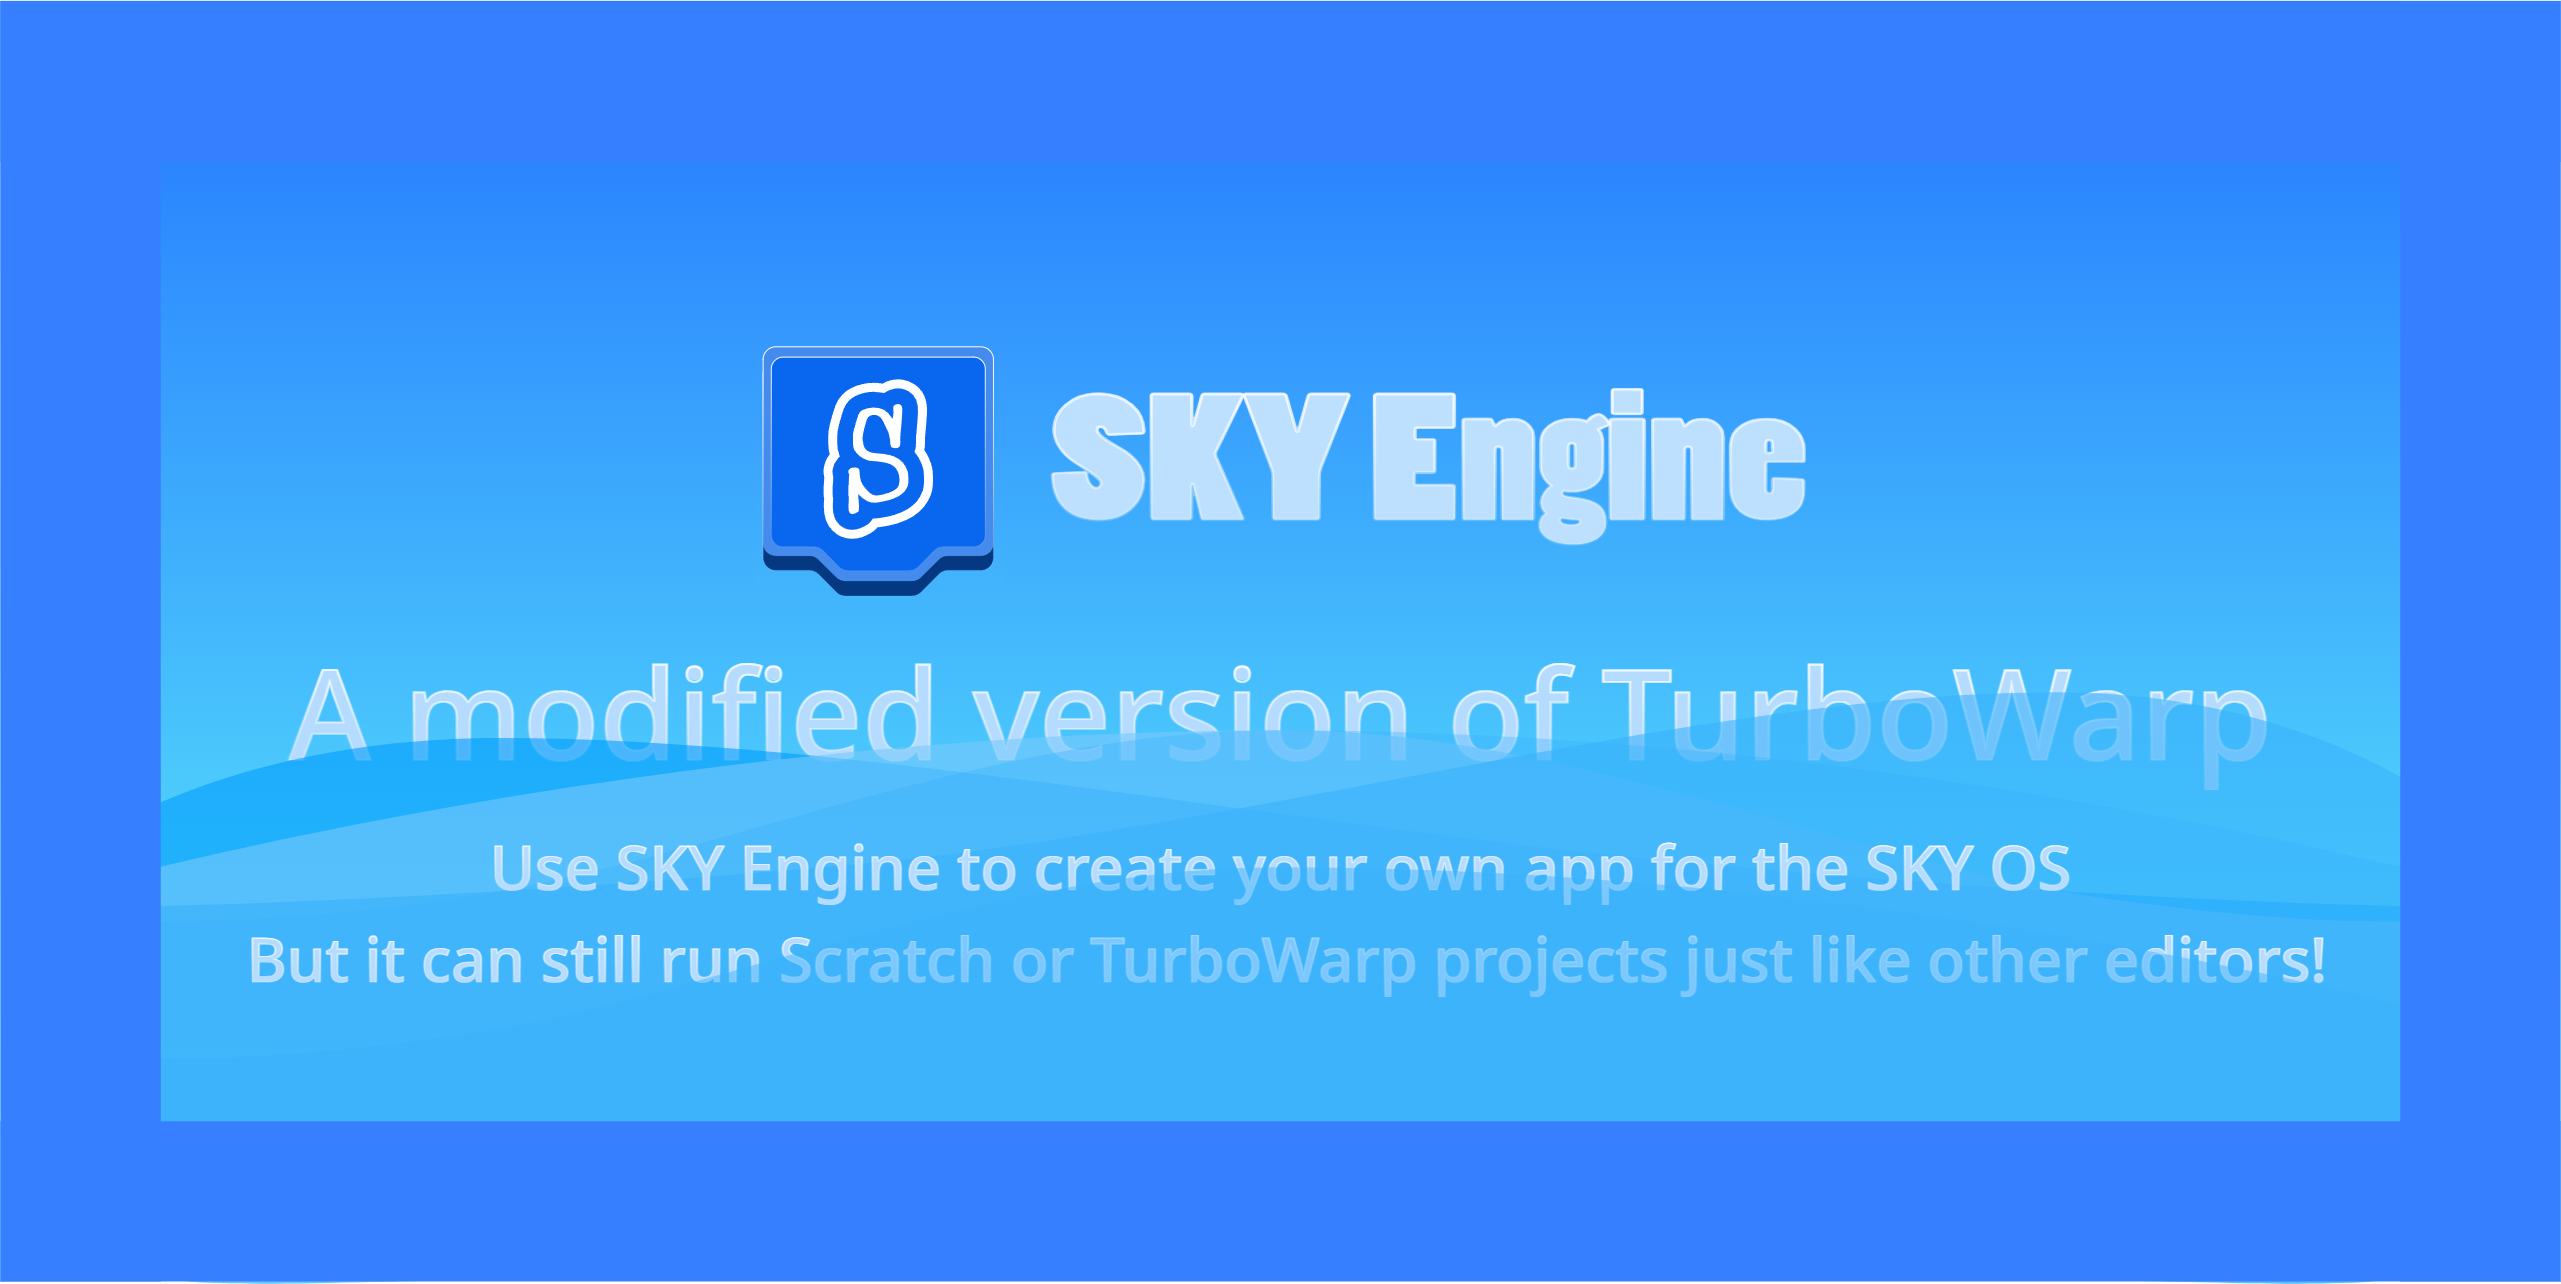 S
SKY Engine
A modified version of TurboWarp
Use SKY Engine to create your own app for the SKY OS
But it can still run Scratch or TurboWarp projects just like other editors!